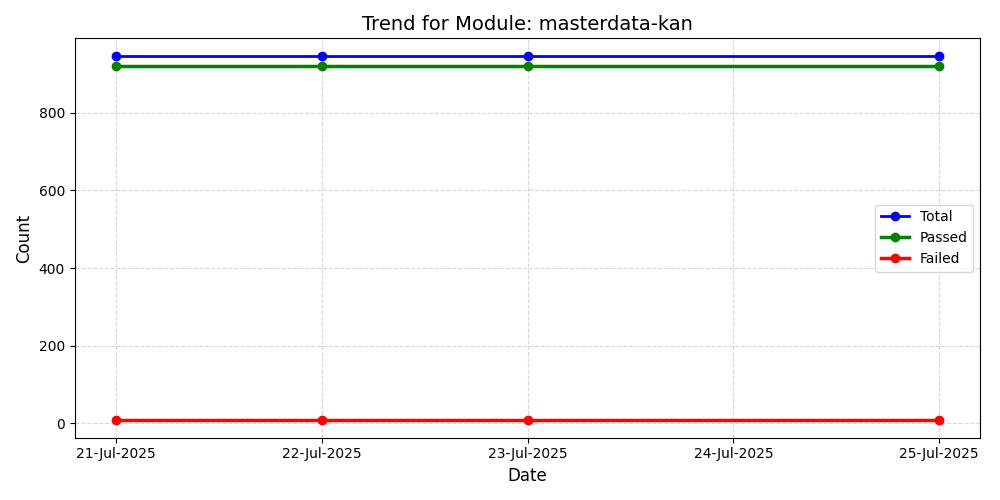 Trend for Module: masterdata-kan
Count
800
600
400
200
0
Total
Passed
Failed
21-Jul-2025
22-Jul-2025
23-Jul-2025
24-Jul-2025
25-Jul-2025
Date